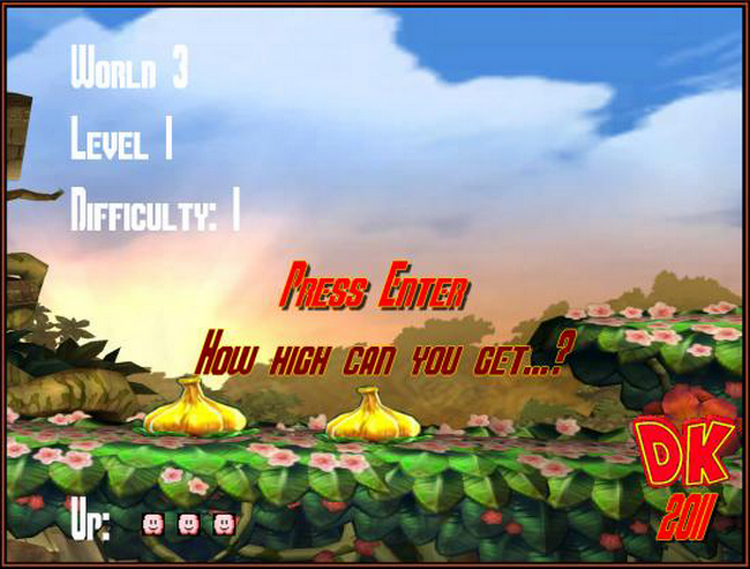 World 3
Level 1
Difficulty: 1
Press Enter
How high can you get...?
DK
2011
Up: